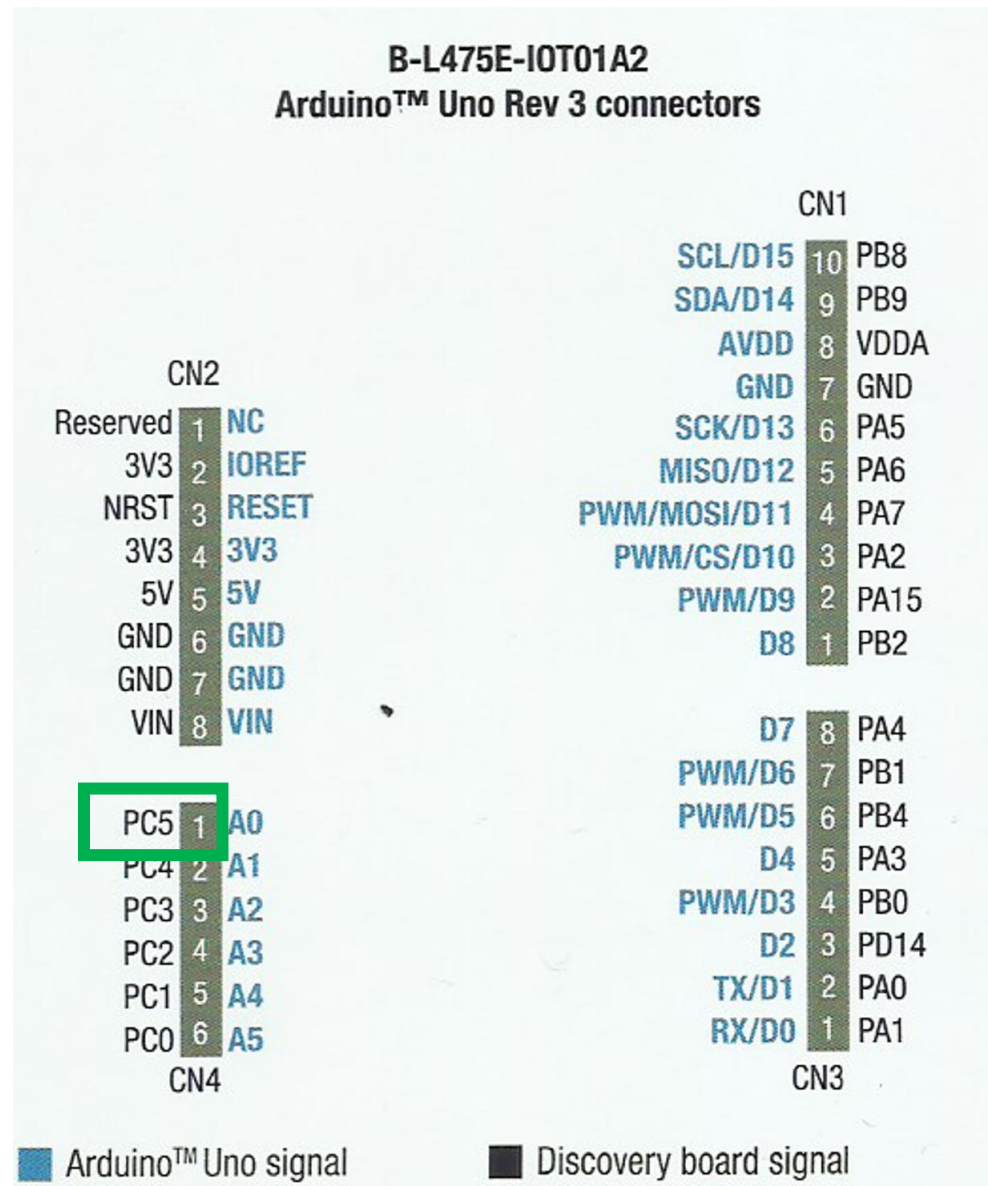 B-L475E-IOT01A2
Arduino™ Uno Rev 3 connectors
CN1
SCL/D15 10 PB8
SDA/D14 9 PB9
AVDD 8 VDDA
GND 7 GND
SCK/D13 6 PA5
MISO/D12 5 PA6
PWM/MOSI/D11 4 PA7
PWM/CS/D10 3 PA2
PWM/D9 2 PA15
D8 1 PB2
CN2
Reserved 1 NC
3V3 2 IOREF
NRST 3 RESET
3V3 4 3V3
5V 5 5V
GND 6 GND
GND 7 GND
VIN 8 VIN
D7 8 PA4
PWM/D6 7 PB1
PWM/D5 6 PB4
D4 5 PA3
PWM/D3 4 PB0
D2 3 PD14
TX/D1 2 PA0
RX/D0 1 PA1
CN3
PC5 1 A0
PC4 2 A1
PC3 3 A2
PC2 4 A3
PC1 5 A4
PC0 6 A5
CN4
Arduino™ Uno signal
Discovery board signal